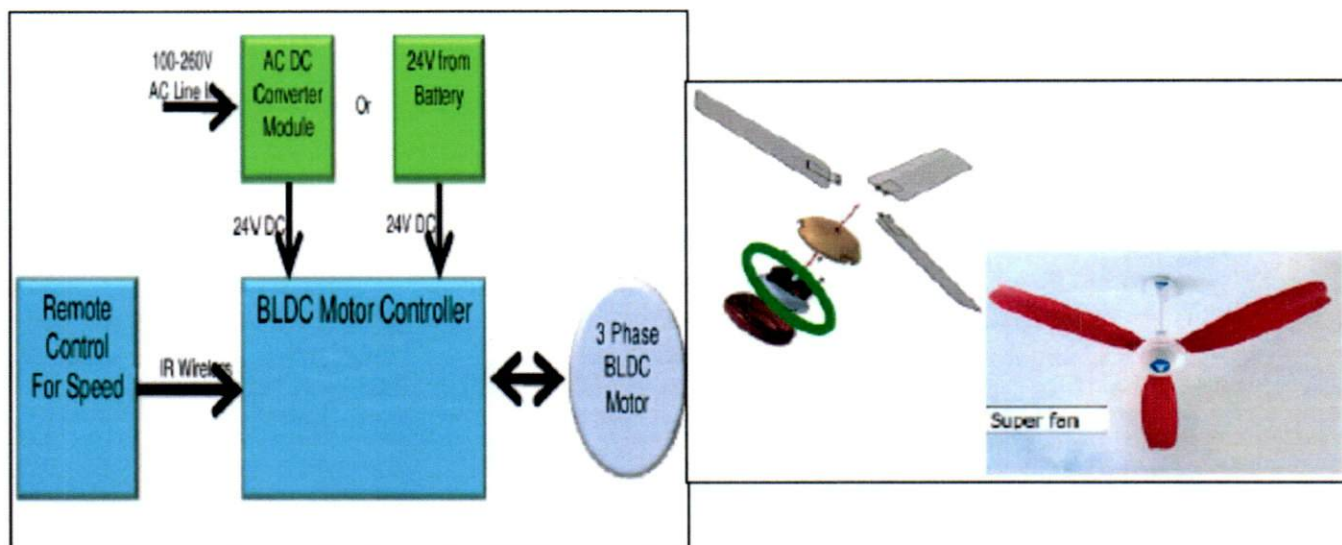 100-260V
AC Line I
AC DC
Converter
Module
Or
24V from
Battery
24V DC
24V DC
Remote
Control
For Speed
IR Wireless
BLDC Motor Controller
3 Phase
BLDC
Motor
Super fan